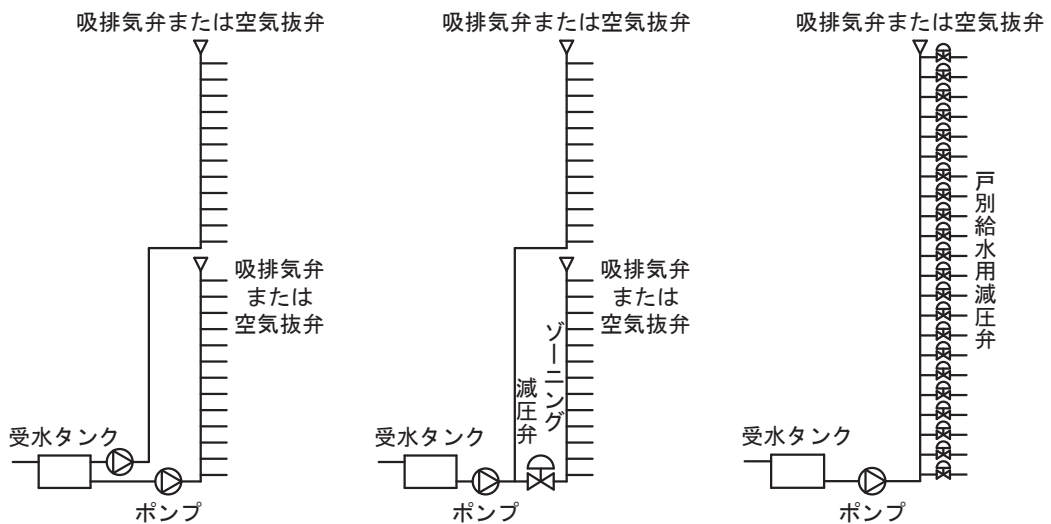 吸排気弁または空気抜弁
吸排気弁
または
空気抜弁
受水タンク
ポンプ
吸排気弁または空気抜弁
吸排気弁
または
空気抜弁
ゾーニング
減圧弁
受水タンク
ポンプ
吸排気弁または空気抜弁
戸別給水用減圧弁
受水タンク
ポンプ